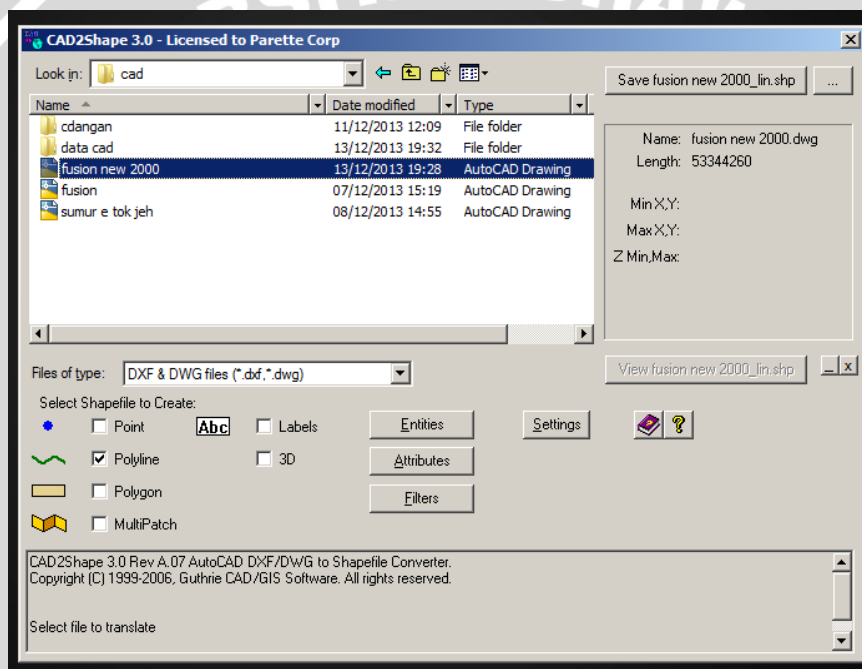 CAD2Shape 3.0 - Licensed to Parette Corp
Look in: cad
Save fusion new 2000_lin.shp ...
Name Date modified Type
cdangan 11/12/2013 12:09 File folder
data cad 13/12/2013 19:32 File folder
fusion new 2000 13/12/2013 19:28 AutoCAD Drawing
fusion 07/12/2013 15:19 AutoCAD Drawing
sumur e tok jeh 08/12/2013 14:55 AutoCAD Drawing
Name: fusion new 2000.dwg
Length: 53344260
Min X,Y:
Max X,Y:
Z Min,Max:
Files of type: DXF & DWG files (*.dxf,*.dwg)
View fusion new 2000_lin.shp
Select Shapefile to Create:
Point Abc Labels Entities Settings
Polyline 3D Attributes
Polygon Filters
MultiPatch
CAD2Shape 3.0 Rev A.07 AutoCAD DXF/DWG to Shapefile Converter.
Copyright (C) 1999-2006, Guthrie CAD/GIS Software. All rights reserved.
Select file to translate